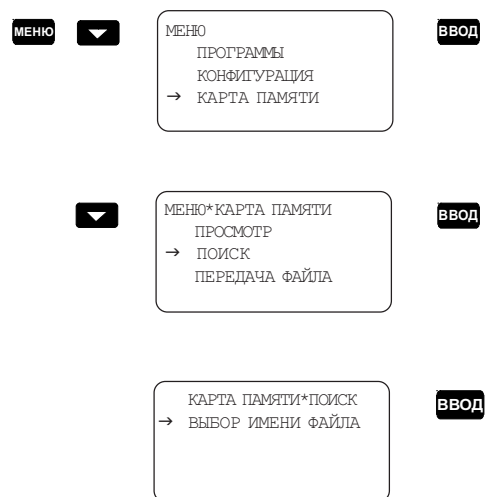 МЕНЮ
МЕНЮ
ПРОГРАММЫ
КОНФИГУРАЦИЯ
→ КАРТА ПАМЯТИ
ВВОД
МЕНЮ*КАРТА ПАМЯТИ
ПРОСМОТР
→ ПОИСК
ПЕРЕДАЧА ФАЙЛА
ВВОД
КАРТА ПАМЯТИ*ПОИСК
→ ВЫБОР ИМЕНИ ФАЙЛА
ВВОД